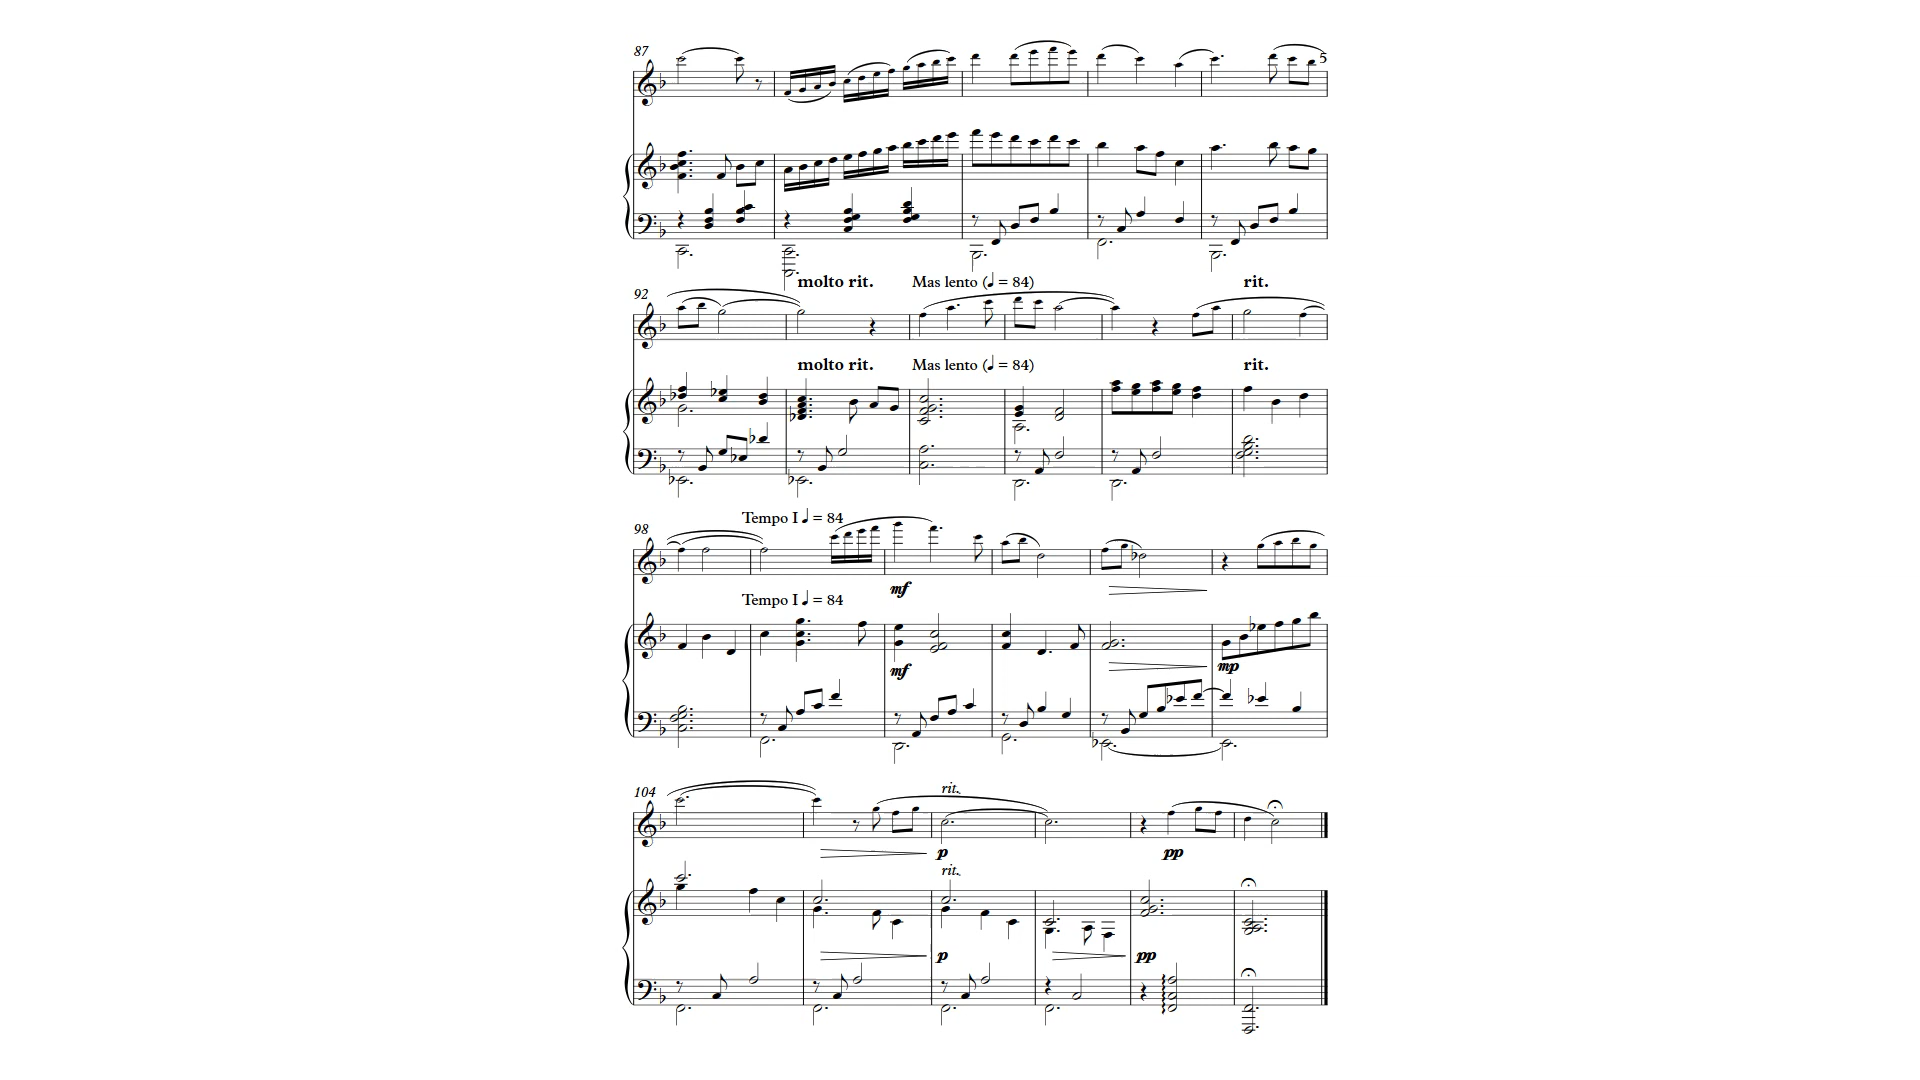 87
5
molto rit. Mas lento (♩ = 84) rit.
92
molto rit. Mas lento (♩ = 84) rit.
Tempo I ♩ = 84
98
mf
Tempo I ♩ = 84
mf
mp
rit.
104
p
pp
rit.
p
pp